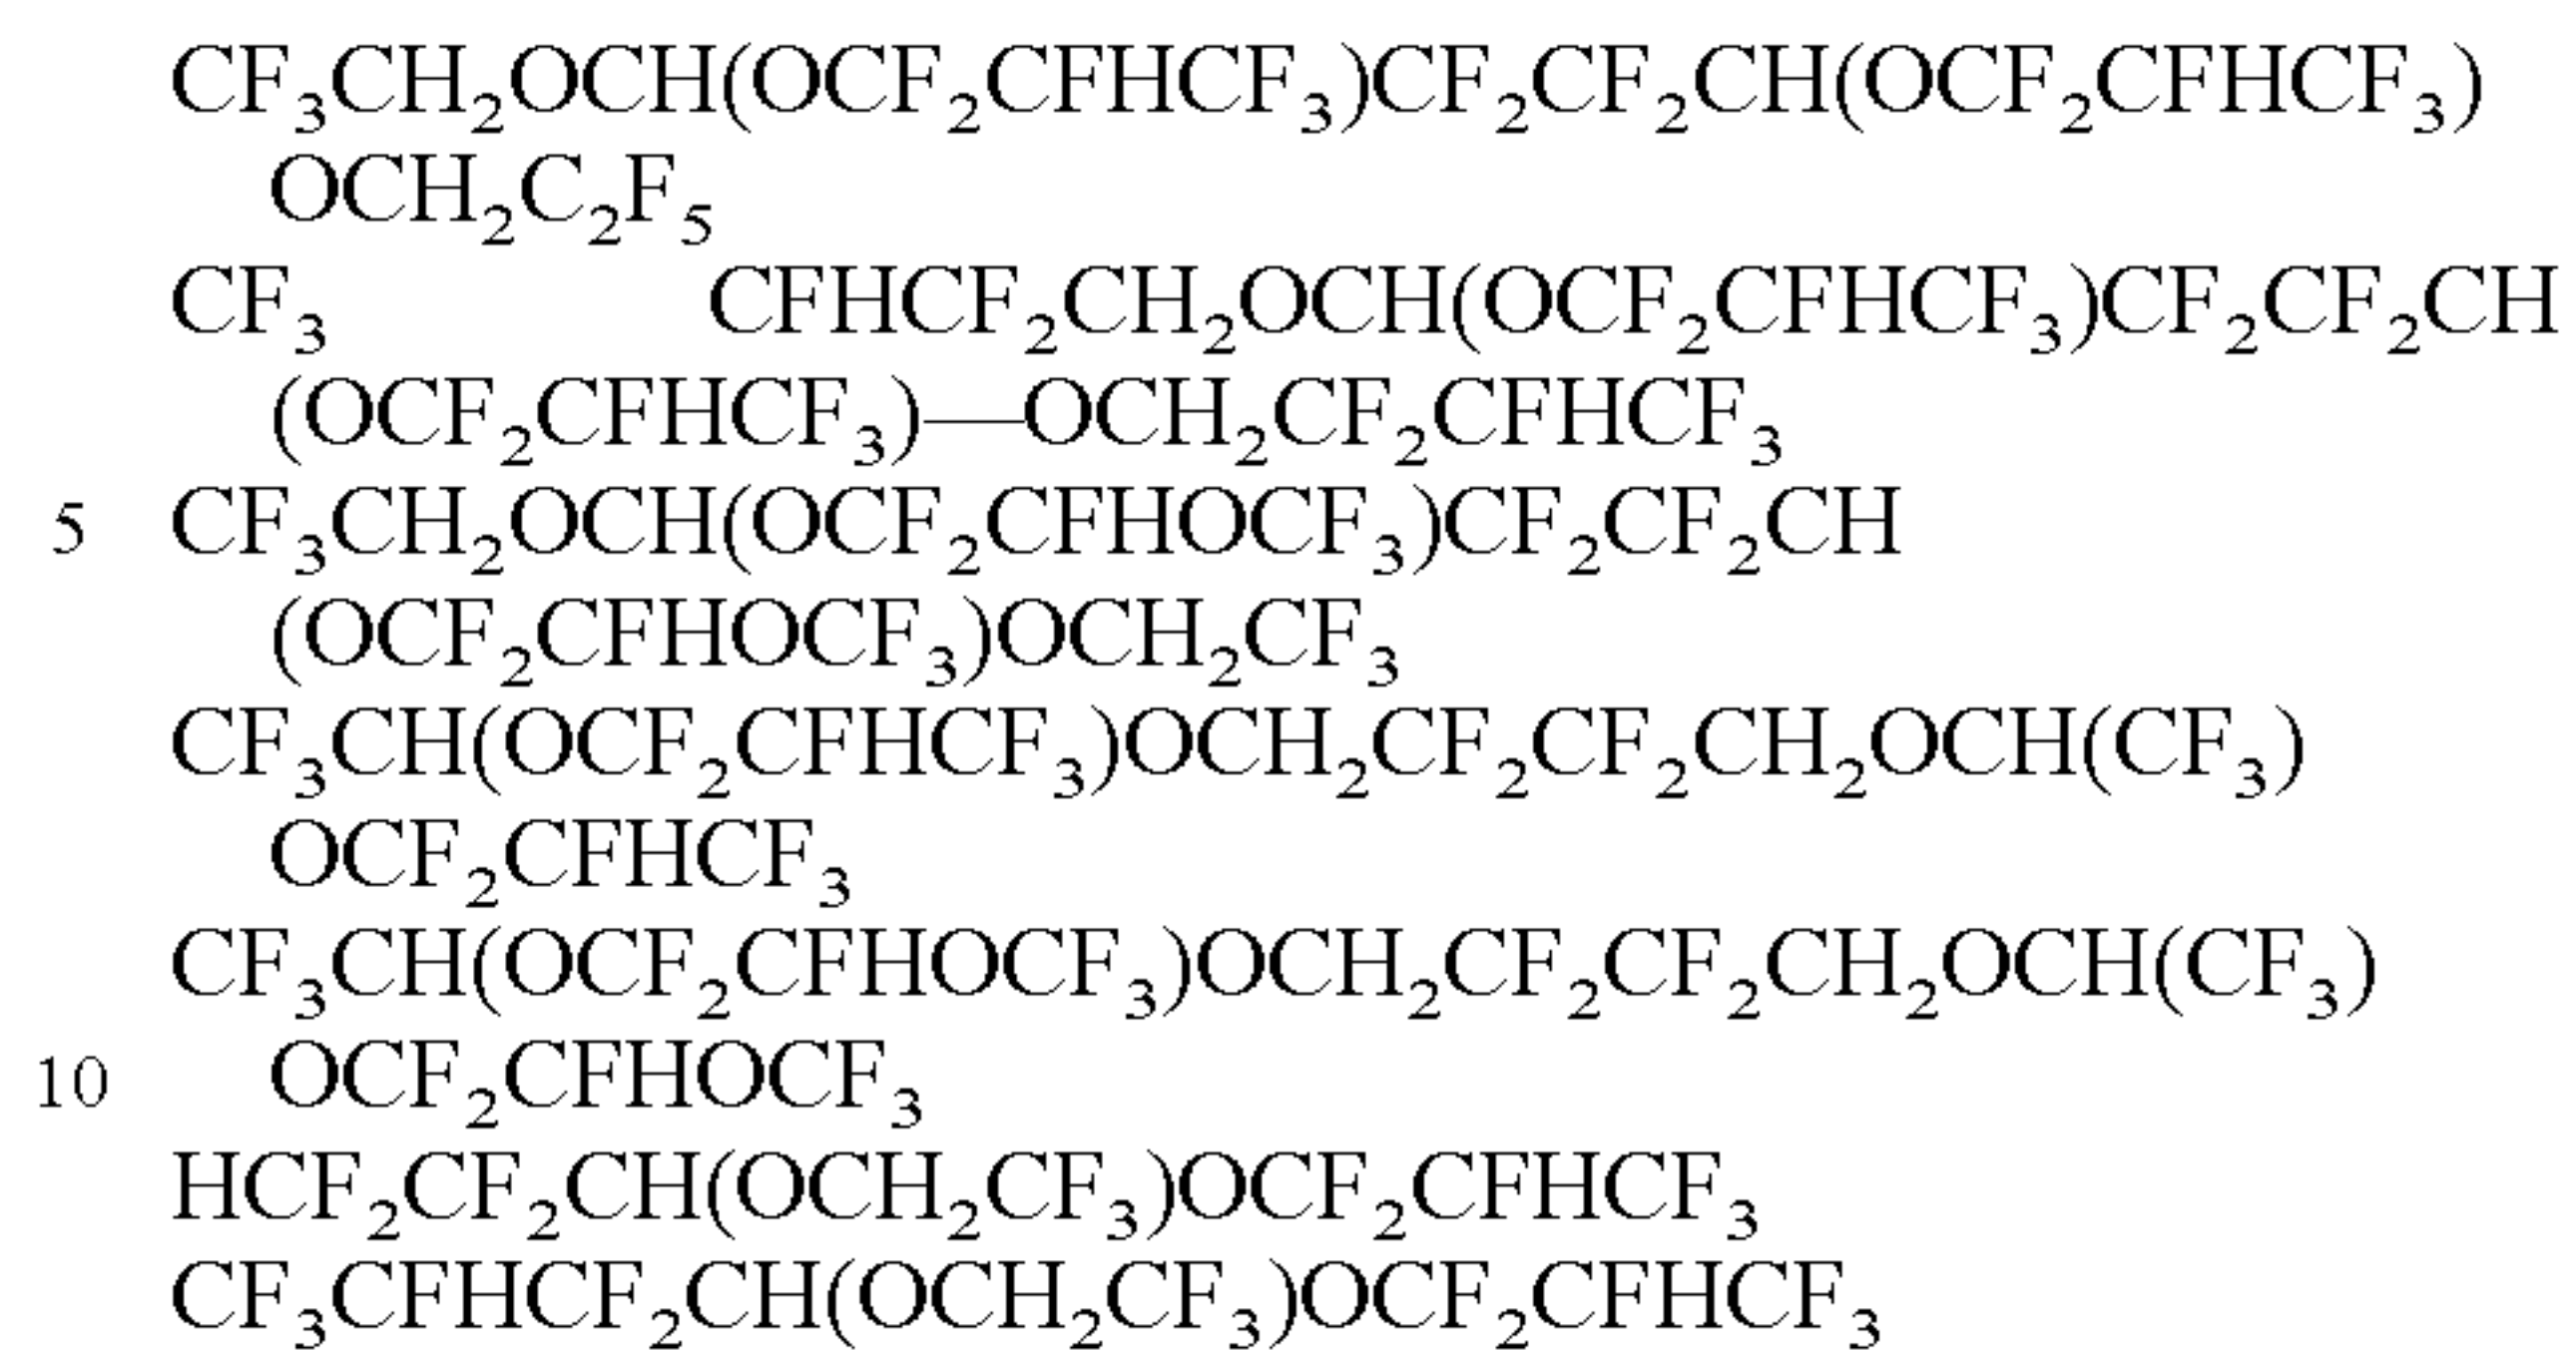 CF₃CH₂OCH(OCF₂CFHCF₃)CF₂CF₂CH(OCF₂CFHCF₃)
OCH₂C₂F₅
CF₃ CFHCF₂CH₂OCH(OCF₂CFHCF₃)CF₂CF₂CH
(OCF₂CFHCF₃)—OCH₂CF₂CFHCF₃
5 CF₃CH₂OCH(OCF₂CFHOCF₃)CF₂CF₂CH
(OCF₂CFHOCF₃)OCH₂CF₃
CF₃CH(OCF₂CFHCF₃)OCH₂CF₂CF₂CH₂OCH(CF₃)
OCF₂CFHCF₃
CF₃CH(OCF₂CFHOCF₃)OCH₂CF₂CF₂CH₂OCH(CF₃)
10 OCF₂CFHOCF₃
HCF₂CF₂CH(OCH₂CF₃)OCF₂CFHCF₃
CF₃CFHCF₂CH(OCH₂CF₃)OCF₂CFHCF₃